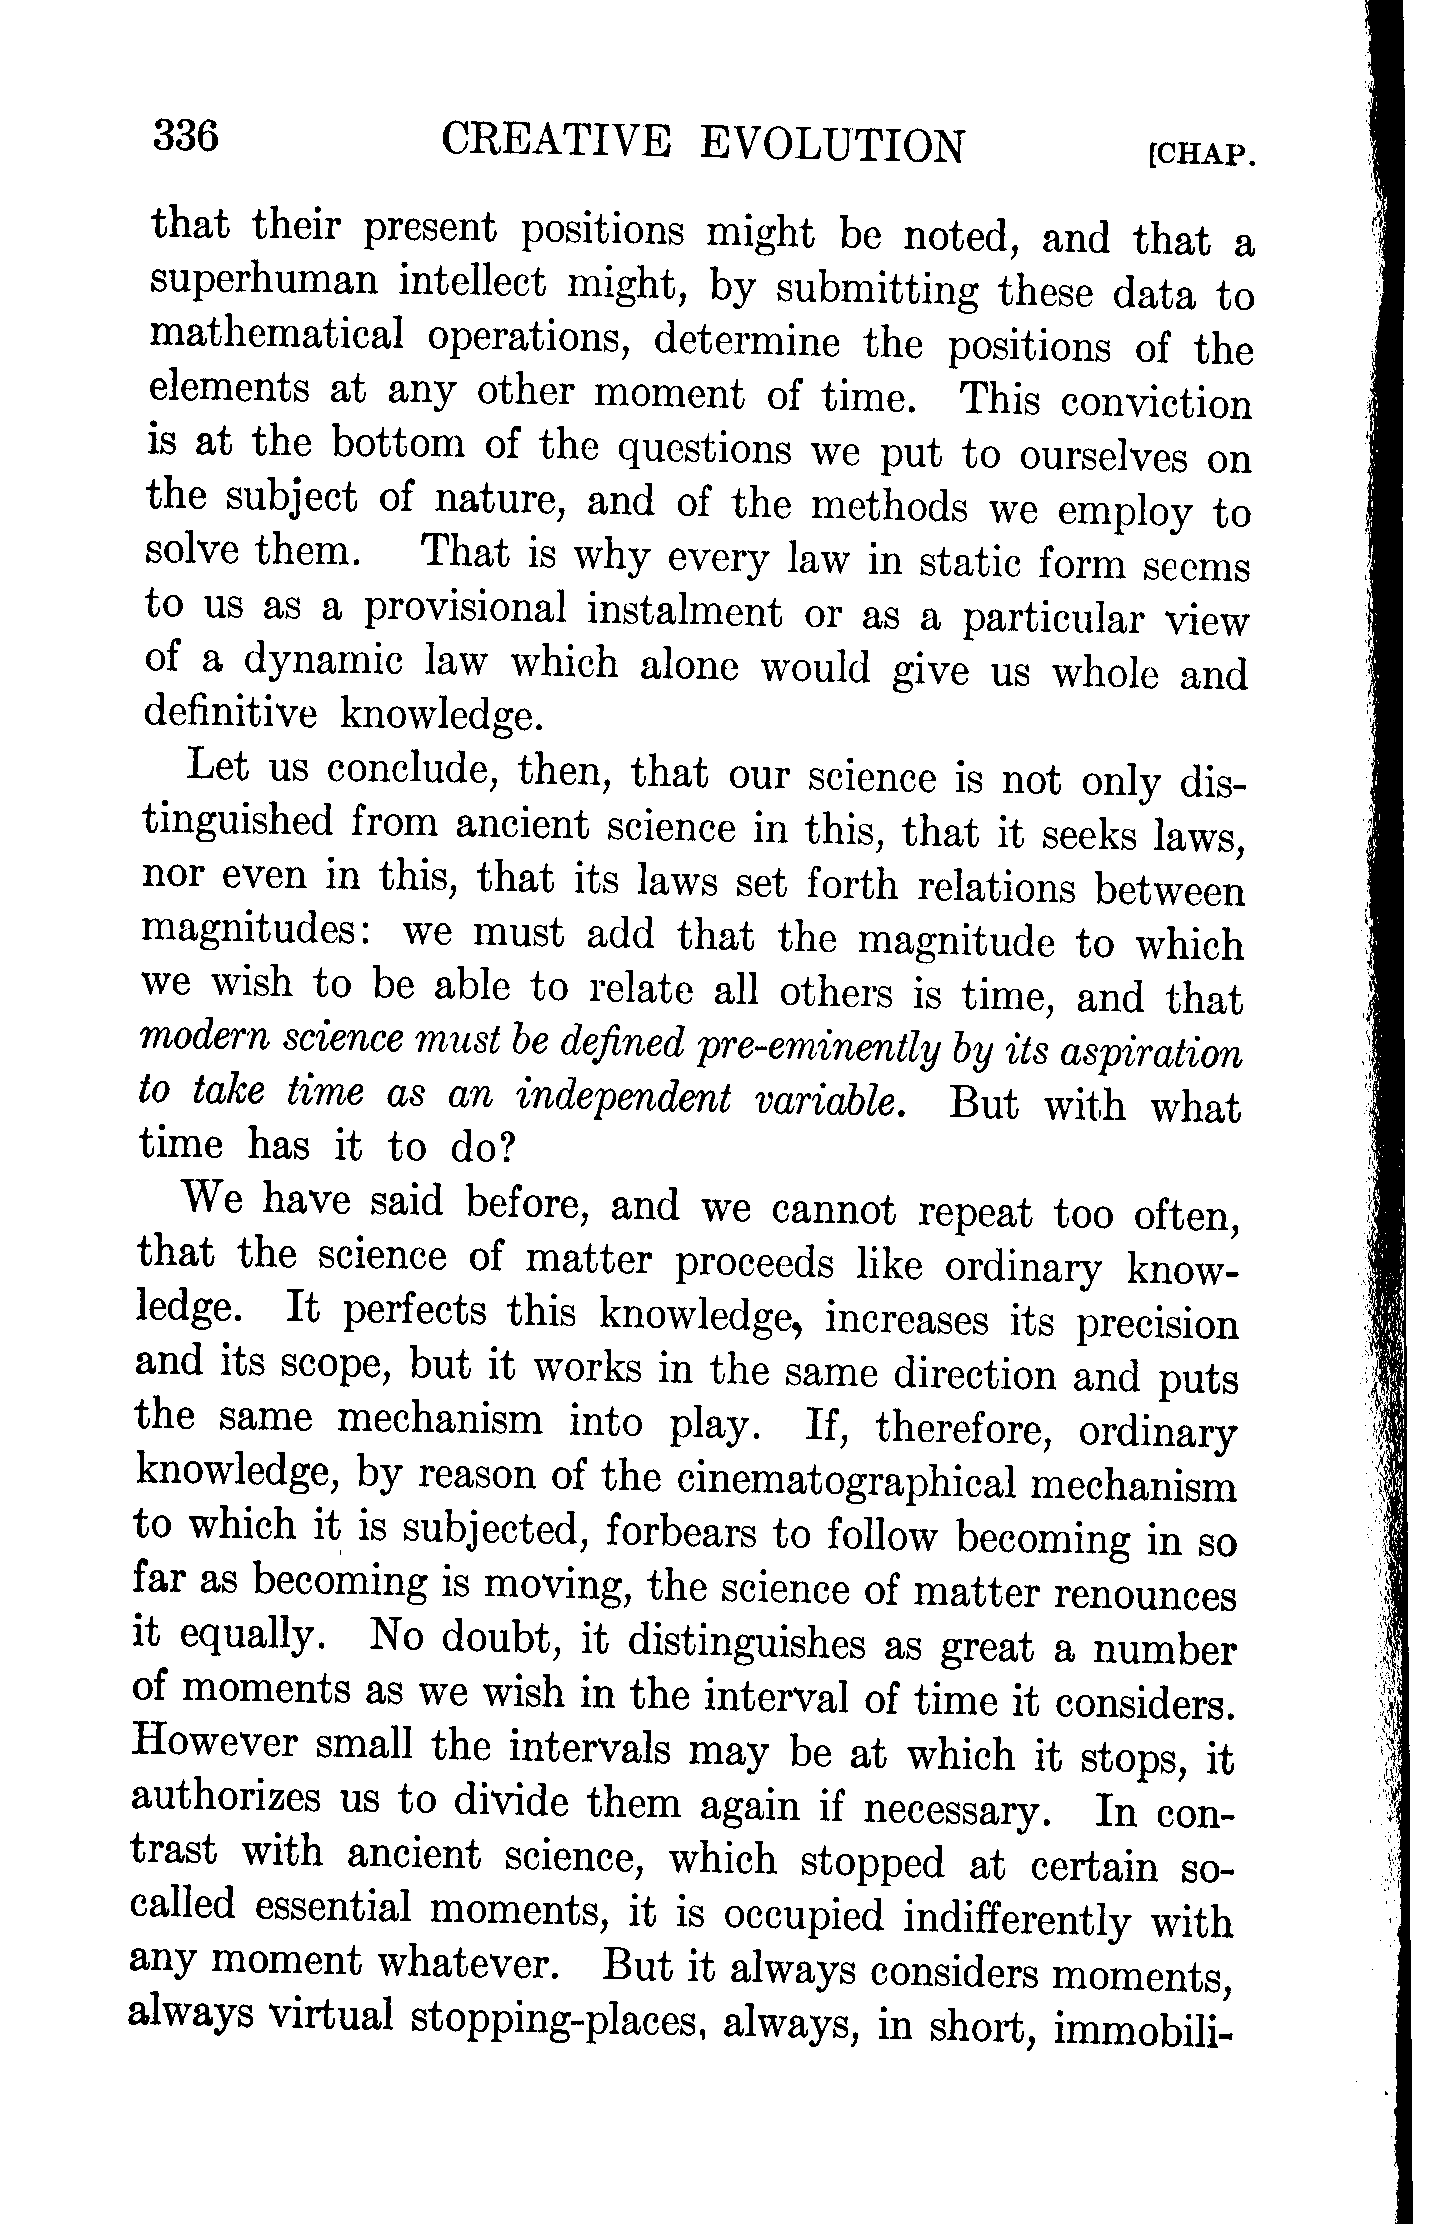 336 CREATIVE EVOLUTION [CHAP.
that their present positions might be noted, and that a
superhuman intellect might, by submitting these data to
mathematical operations, determine the positions of the
elements at any other moment of time. This conviction
is at the bottom of the questions we put to ourselves on
the subject of nature, and of the methods we employ to
solve them. That is why every law in static form seems
to us as a provisional instalment or as a particular view
of a dynamic law which alone would give us whole and
definitive knowledge.
Let us conclude, then, that our science is not only dis-
tinguished from ancient science in this, that it seeks laws,
nor even in this, that its laws set forth relations between
magnitudes: we must add that the magnitude to which
we wish to be able to relate all others is time, and that
modern science must be defined pre-eminently by its aspiration
to take time as an independent variable. But with what
time has it to do?
We have said before, and we cannot repeat too often,
that the science of matter proceeds like ordinary know-
ledge. It perfects this knowledge, increases its precision
and its scope, but it works in the same direction and puts
the same mechanism into play. If, therefore, ordinary
knowledge, by reason of the cinematographical mechanism
to which it is subjected, forbears to follow becoming in so
far as becoming is moving, the science of matter renounces
it equally. No doubt, it distinguishes as great a number
of moments as we wish in the interval of time it considers.
However small the intervals may be at which it stops, it
authorizes us to divide them again if necessary. In con-
trast with ancient science, which stopped at certain so-
called essential moments, it is occupied indifferently with
any moment whatever. But it always considers moments,
always virtual stopping-places, always, in short, immobili-